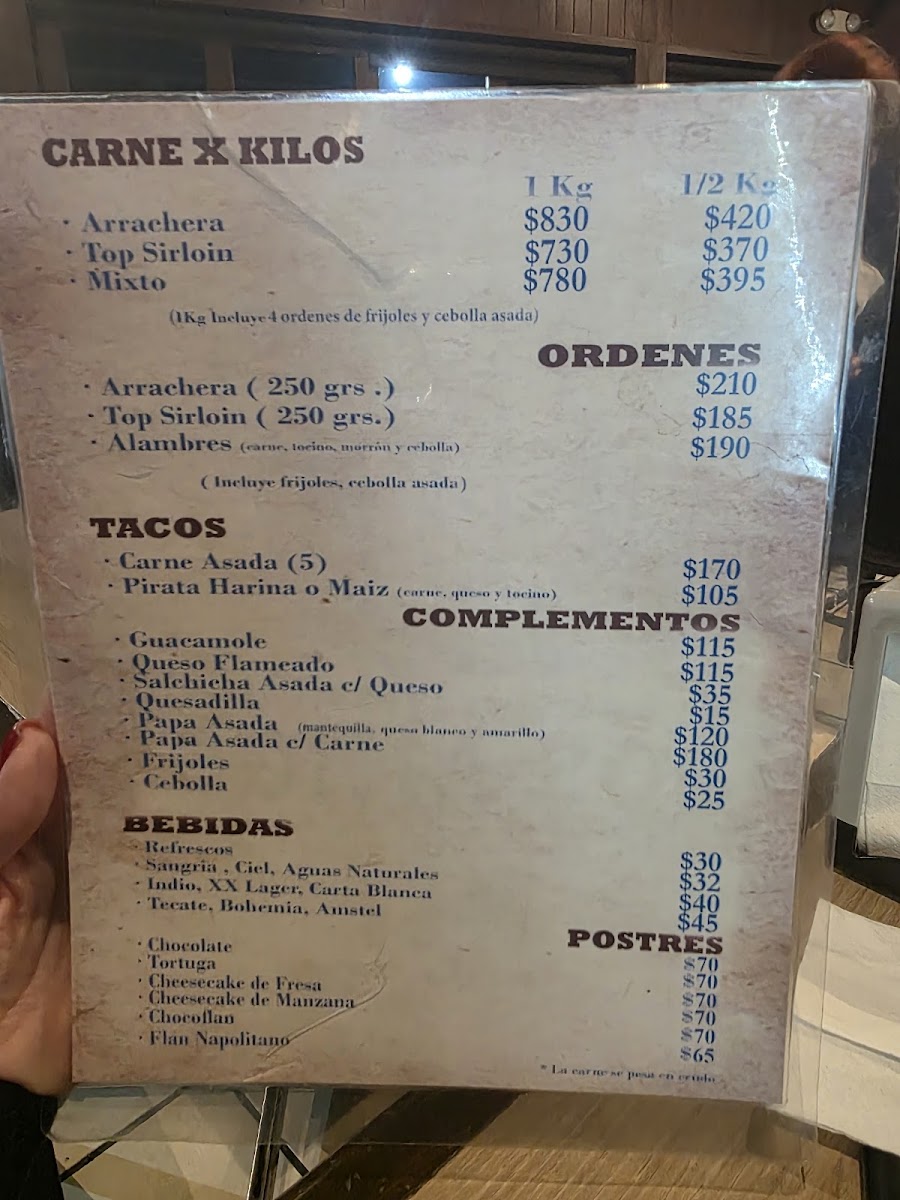 CARNE X KILOS
1 Kg 1/2 Kg
· Arrachera $830 $420
· Top Sirloin $730 $370
· Mixto $780 $395
(1Kg Incluye 4 ordenes de frijoles y cebolla asada)
ORDENES
· Arrachera ( 250 grs .) $210
· Top Sirloin ( 250 grs.) $185
· Alambres (carne, tocino, morrón y cebolla) $190
( Incluye frijoles, cebolla asada)
TACOS
· Carne Asada (5) $170
· Pirata Harina o Maiz (carne, queso y tocino) $105
COMPLEMENTOS
· Guacamole $115
· Queso Flameado $115
· Salchicha Asada c/ Queso $35
· Quesadilla $15
· Papa Asada (mantequilla, queso blanco y amarillo) $120
· Papa Asada c/ Carne $180
· Frijoles $30
· Cebolla $25
BEBIDAS
· Refrescos $30
· Sangria , Ciel, Aguas Naturales $32
· Indio, XX Lager, Carta Blanca $40
· Tecate, Bohemia, Amstel $45
POSTRES
· Chocolate $70
· Tortuga $70
· Cheesecake de Fresa $70
· Cheesecake de Manzana $70
· Chocoflan $70
· Flan Napolitano $65
* La carne se pesa en crudo